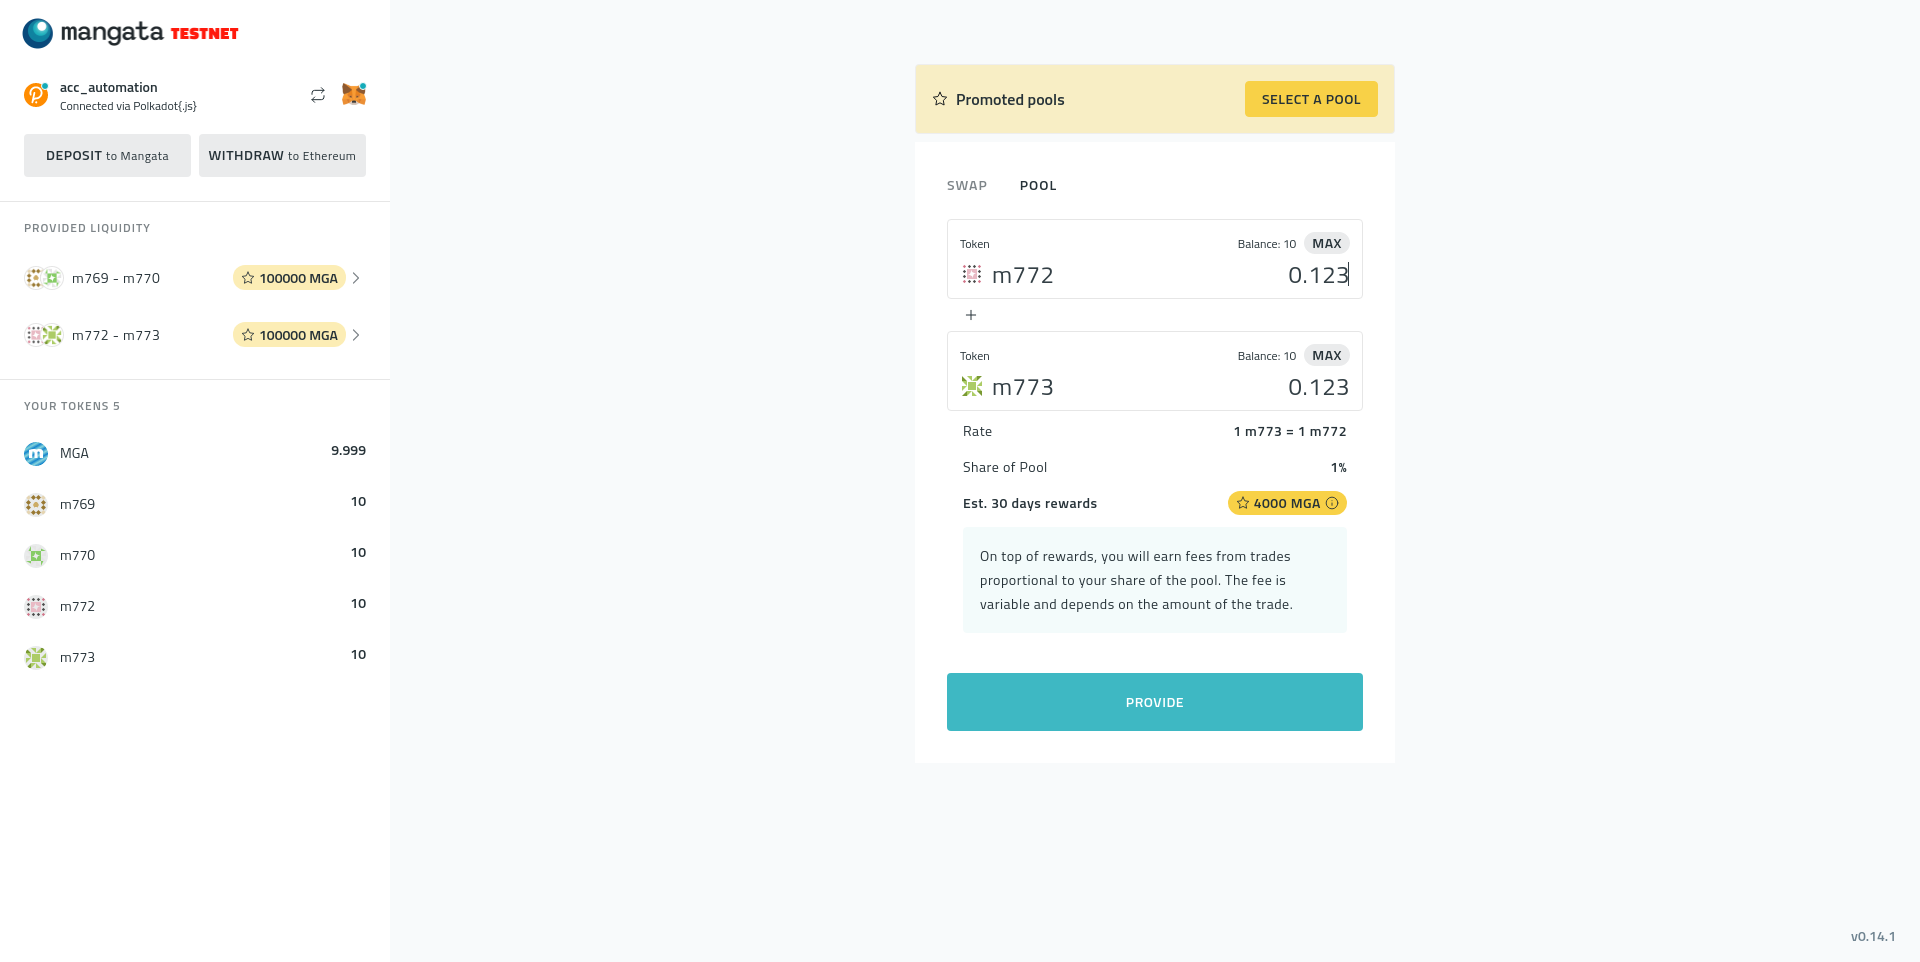 mangata TESTNET
acc_automation
Connected via Polkadot{.js}
DEPOSIT to Mangata
WITHDRAW to Ethereum
PROVIDED LIQUIDITY
m769 - m770
100000 MGA
m772 - m773
100000 MGA
YOUR TOKENS 5
MGA
9.999
m769
10
m770
10
m772
10
m773
10
Promoted pools
SELECT A POOL
SWAP
POOL
Token
Balance: 10
MAX
m772
0.123
+
Token
Balance: 10
MAX
m773
0.123
Rate
1 m773 = 1 m772
Share of Pool
1%
Est. 30 days rewards
4000 MGA
On top of rewards, you will earn fees from trades
proportional to your share of the pool. The fee is
variable and depends on the amount of the trade.
PROVIDE
v0.14.1